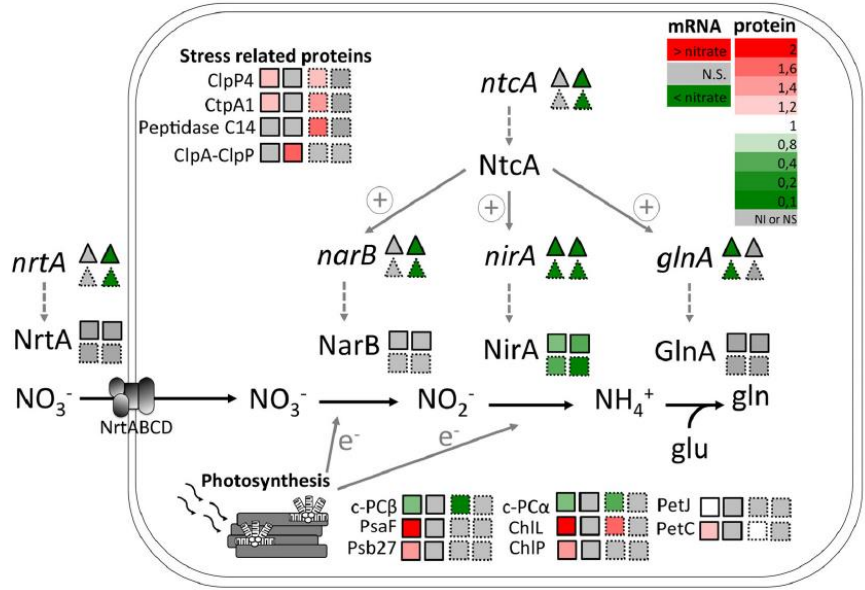 Stress related proteins
ClpP4
CtpA1
Peptidase C14
ClpA-ClpP
mRNA protein
> nitrate
N.S.
< nitrate
2
1,6
1,4
1,2
1
0,8
0,4
0,2
0,1
NI or NS
ntcA
NtcA
+ + +
nrtA narB nirA glnA
NrtA NarB NirA GlnA
NO₃⁻ NO₃⁻ NO₂⁻ NH₄⁺ gln
NrtABCD
e⁻ e⁻ glu
Photosynthesis
c-PCβ c-PCα PetJ
PsaF ChlL PetC
Psb27 ChlP